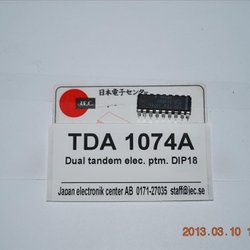 日本電子センター
J.E.C.
TDA 1074A
Dual tandem elec. ptm. DIP18
Japan electronik center AB 0171-27035 staff@jec.se
2013.03.10 1